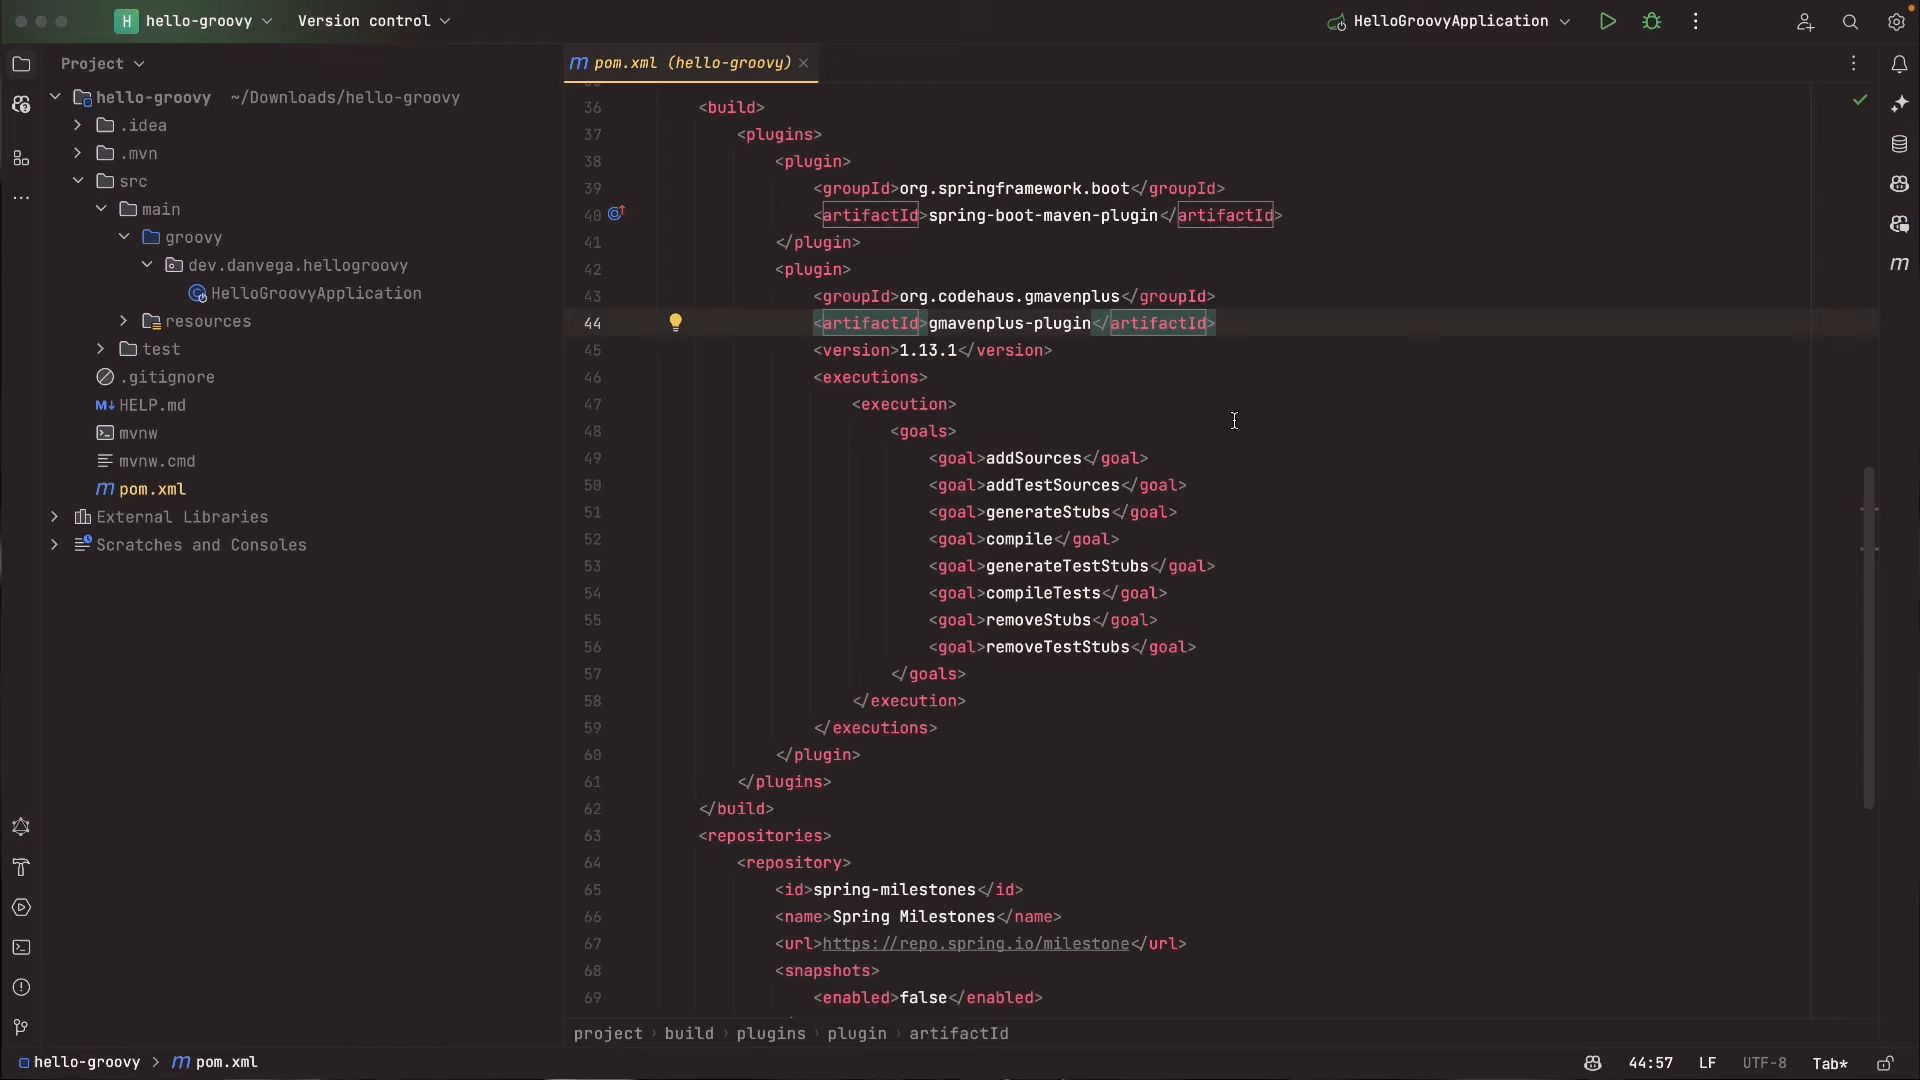 H hello-groovy Version control HelloGroovyApplication
Project
pom.xml (hello-groovy)
hello-groovy ~/Downloads/hello-groovy
.idea
.mvn
src
main
groovy
dev.danvega.hellogroovy
HelloGroovyApplication
resources
test
.gitignore
M↓ HELP.md
mvnw
mvnw.cmd
m pom.xml
External Libraries
Scratches and Consoles
36 <build>
37 <plugins>
38 <plugin>
39 <groupId>org.springframework.boot</groupId>
40 <artifactId>spring-boot-maven-plugin</artifactId>
41 </plugin>
42 <plugin>
43 <groupId>org.codehaus.gmavenplus</groupId>
44 <artifactId>gmavenplus-plugin</artifactId>
45 <version>1.13.1</version>
46 <executions>
47 <execution>
48 <goals>
49 <goal>addSources</goal>
50 <goal>addTestSources</goal>
51 <goal>generateStubs</goal>
52 <goal>compile</goal>
53 <goal>generateTestStubs</goal>
54 <goal>compileTests</goal>
55 <goal>removeStubs</goal>
56 <goal>removeTestStubs</goal>
57 </goals>
58 </execution>
59 </executions>
60 </plugin>
61 </plugins>
62 </build>
63 <repositories>
64 <repository>
65 <id>spring-milestones</id>
66 <name>Spring Milestones</name>
67 <url>https://repo.spring.io/milestone</url>
68 <snapshots>
69 <enabled>false</enabled>
project › build › plugins › plugin › artifactId
hello-groovy > m pom.xml 44:57 LF UTF-8 Tab*